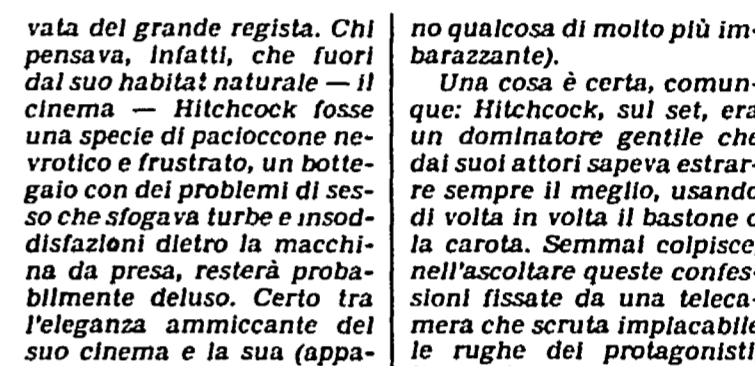 vata del grande regista. Chi
pensava, infatti, che fuori
dal suo habitat naturale — il
cinema — Hitchcock fosse
una specie di pacioccone ne-
vrotico e frustrato, un botte-
gaio con dei problemi di ses-
so che sfogava turbe e insod-
disfazioni dietro la macchi-
na da presa, resterà proba-
bilmente deluso. Certo tra
l'eleganza ammiccante del
suo cinema e la sua (appa-
no qualcosa di molto più im-
barazzante).
Una cosa è certa, comun-
que: Hitchcock, sul set, era
un dominatore gentile che
dai suoi attori sapeva estrar-
re sempre il meglio, usando
di volta in volta il bastone o
la carota. Semmai colpisce,
nell'ascoltare queste confes-
sioni fissate da una teleca-
mera che scruta implacabile
le rughe dei protagonisti